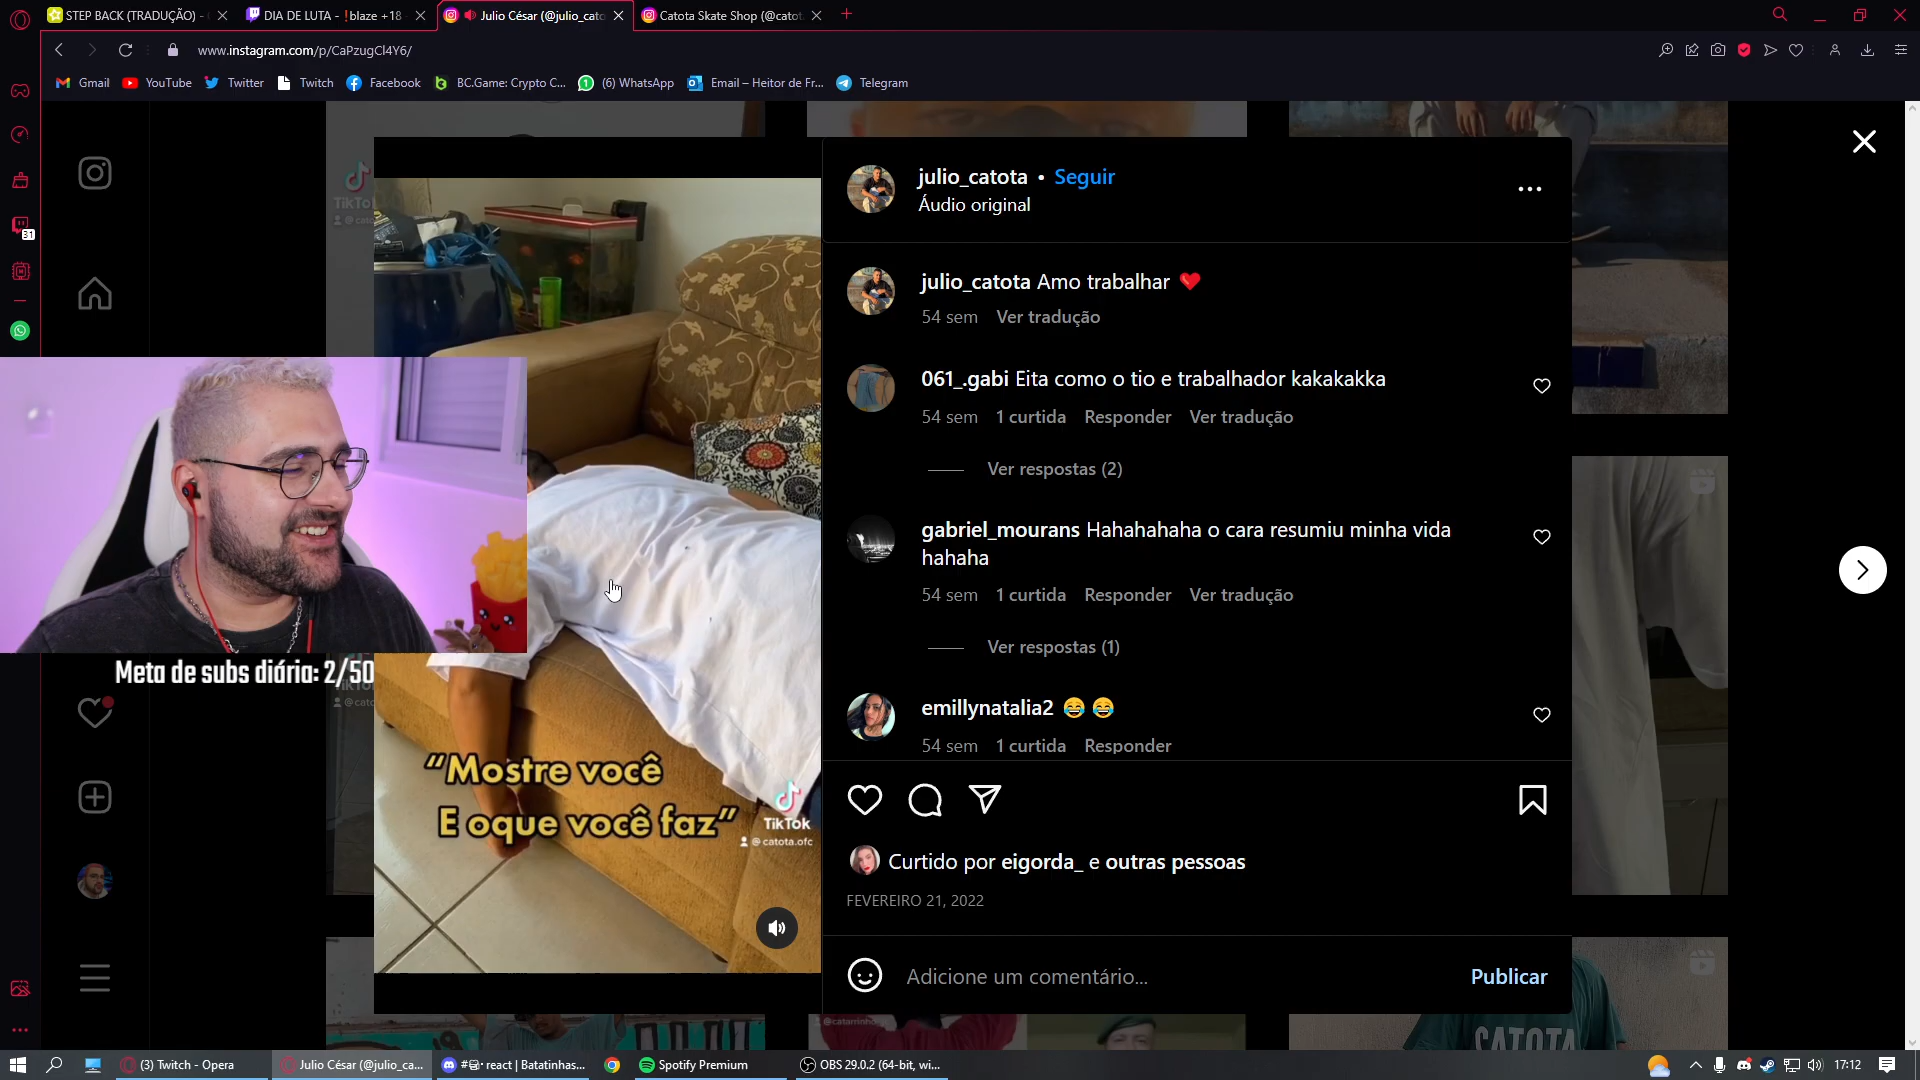 STEP BACK (TRADUÇÃO) -
DIA DE LUTA - !blaze +18
Julio César (@julio_cato
Catota Skate Shop (@catot
www.instagram.com/p/CaPzugCl4Y6/
Gmail
YouTube
Twitter
Twitch
Facebook
BC.Game: Crypto C...
(6) WhatsApp
Email – Heitor de Fr...
Telegram
31
TikTok
julio_catota • Seguir
Áudio original
julio_catota Amo trabalhar ❤️
54 sem Ver tradução
061_.gabi Eita como o tio e trabalhador kakakakka
54 sem 1 curtida Responder Ver tradução
Ver respostas (2)
gabriel_mourans Hahahahaha o cara resumiu minha vida
hahaha
54 sem 1 curtida Responder Ver tradução
Ver respostas (1)
emillynatalia2 😂 😂
54 sem 1 curtida Responder
Meta de subs diária: 2/50
“Mostre você
E oque você faz”
TikTok
@catota.ofc
Curtido por eigorda_ e outras pessoas
FEVEREIRO 21, 2022
Adicione um comentário...
Publicar
CATOTA
(3) Twitch - Opera
Julio César (@julio_ca...
react | Batatinhas...
Spotify Premium
OBS 29.0.2 (64-bit, wi...
17:12